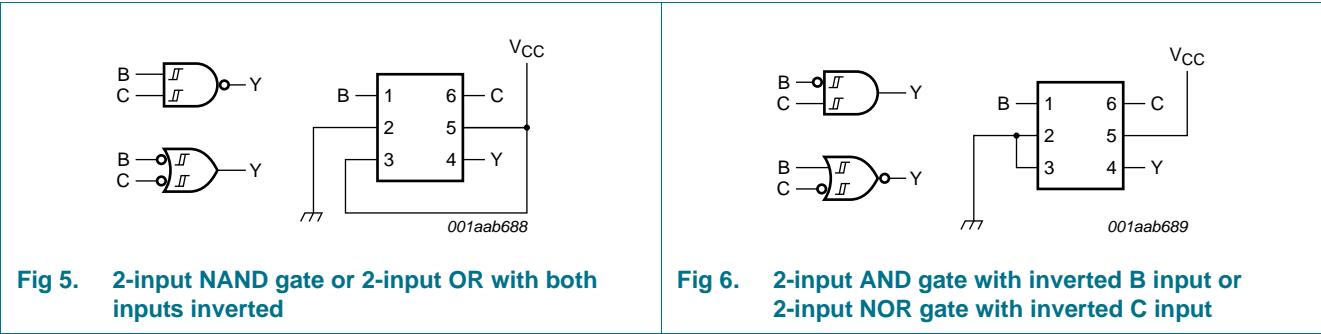 B
C
Y
B
C
Y
VCC
B
1
6
C
2
5
3
4
Y
001aab688
Fig 5. 2-input NAND gate or 2-input OR with both
inputs inverted
B
C
Y
B
C
Y
VCC
B
1
6
C
2
5
3
4
Y
001aab689
Fig 6. 2-input AND gate with inverted B input or
2-input NOR gate with inverted C input